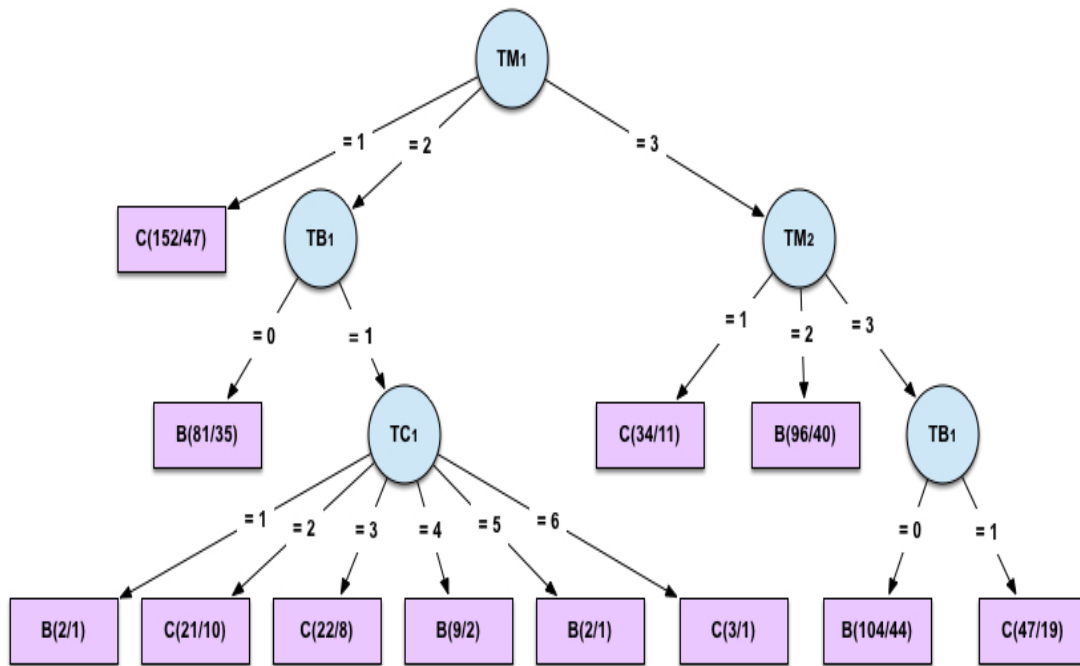 TM1
= 1
= 2
= 3
C(152/47)
TB1
TM2
= 0
= 1
= 1
= 2
= 3
B(81/35)
TC1
C(34/11)
B(96/40)
TB1
= 1
= 2
= 3
= 4
= 5
= 6
= 0
= 1
B(2/1)
C(21/10)
C(22/8)
B(9/2)
B(2/1)
C(3/1)
B(104/44)
C(47/19)